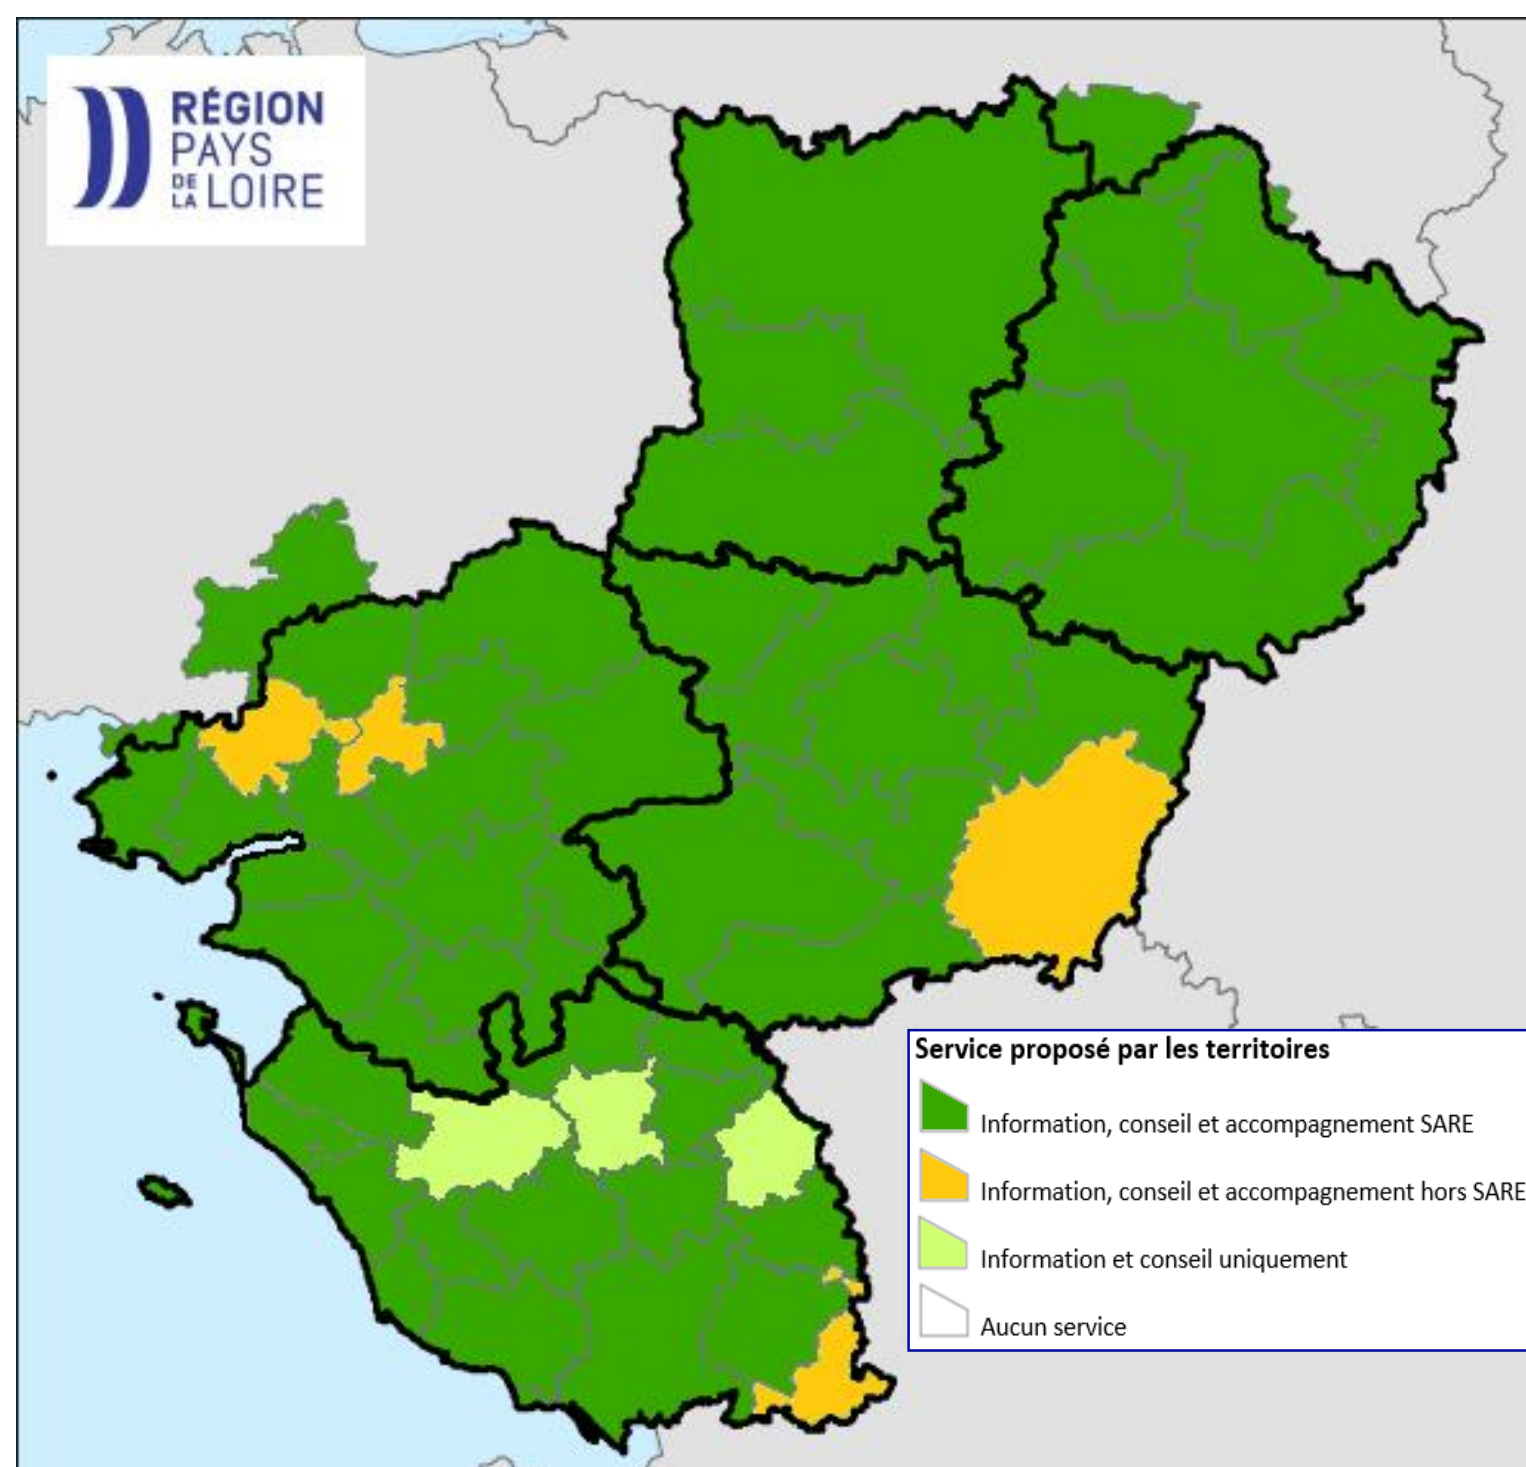 RÉGION
PAYS
DE LA LOIRE
Service proposé par les territoires
Information, conseil et accompagnement SARE
Information, conseil et accompagnement hors SARE
Information et conseil uniquement
Aucun service